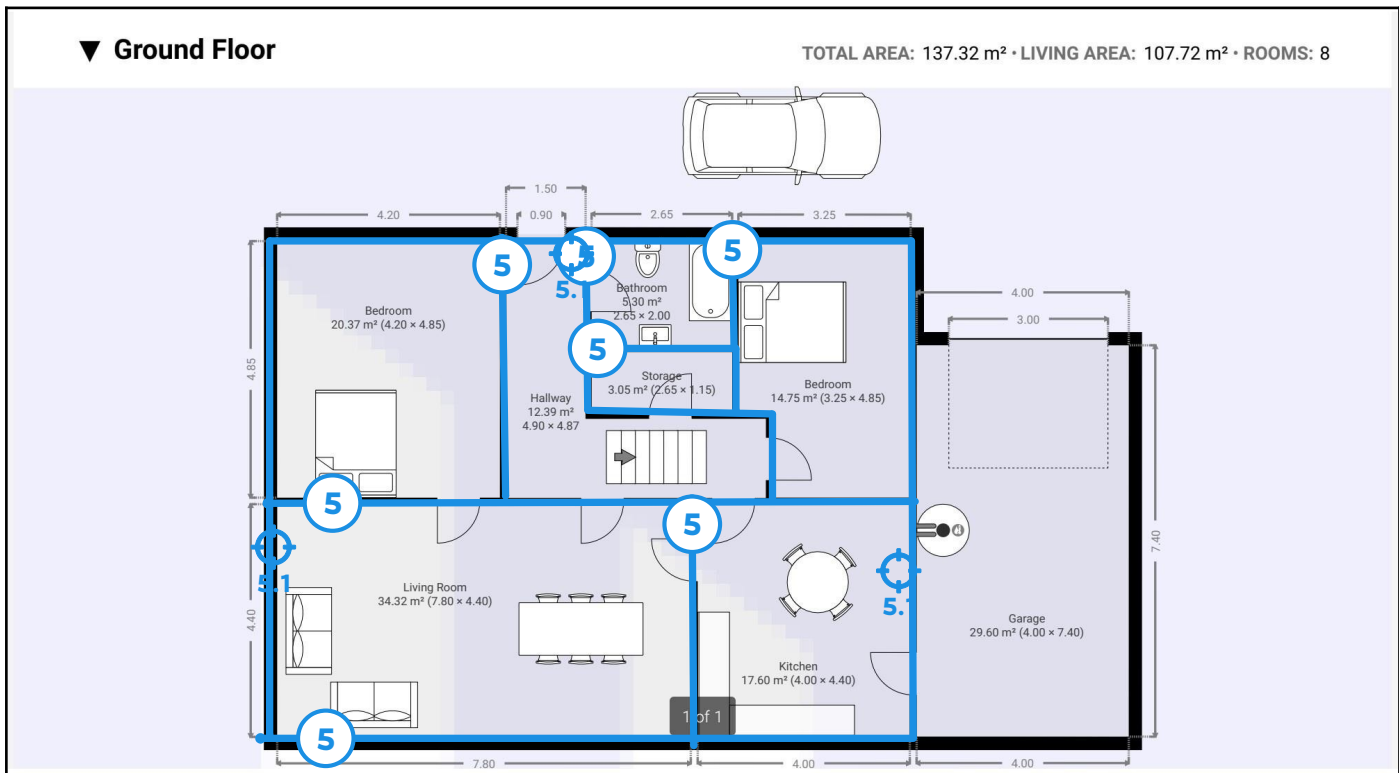 ▼ Ground Floor
TOTAL AREA: 137.32 m² · LIVING AREA: 107.72 m² · ROOMS: 8
1.50
4.20
0.90
2.65
3.25
5
5
5
5
5.
Bathroom
5.30 m²
2.65 × 2.00
Bedroom
20.37 m² (4.20 × 4.85)
4.00
3.00
5
4.85
Storage
3.05 m² (2.65 × 1.15)
Bedroom
14.75 m² (3.25 × 4.85)
Hallway
12.39 m²
4.90 × 4.87
5
5
7.40
5.1
5.
Living Room
34.32 m² (7.80 × 4.40)
4.40
Garage
29.60 m² (4.00 × 7.40)
Kitchen
17.60 m² (4.00 × 4.40)
1 of 1
5
7.80
4.00
4.00